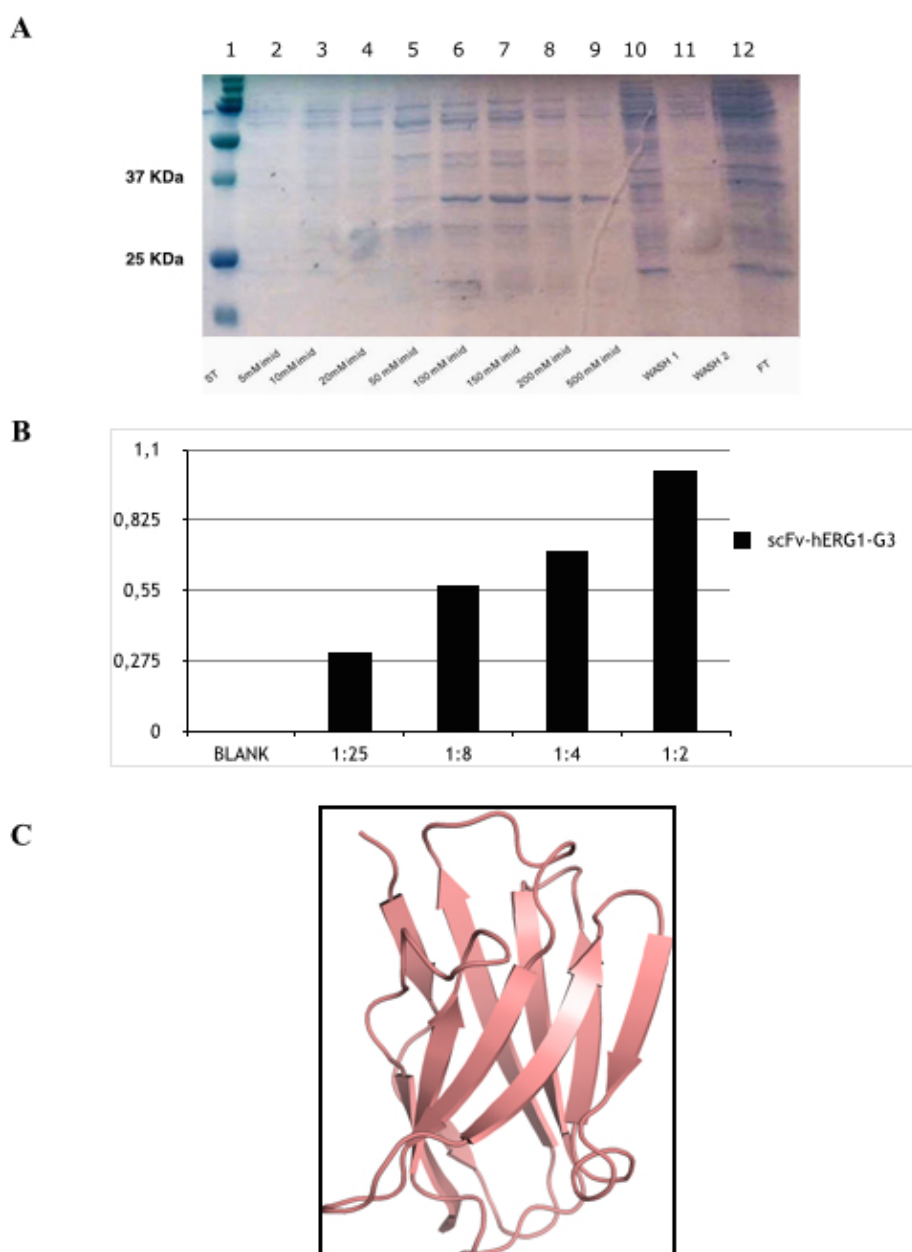 A
1 2 3 4 5 6 7 8 9 10 11 12
37 KDa
25 KDa
ST 5mM imid 10mM imid 20mM imid 50 mM imid 100 mM imid 150 mM imid 200 mM imid 500 mM imid WASH 1 WASH 2 FT
B
1,1
0,825
0,55
0,275
0
scFv-hERG1-G3
BLANK 1:25 1:8 1:4 1:2
C